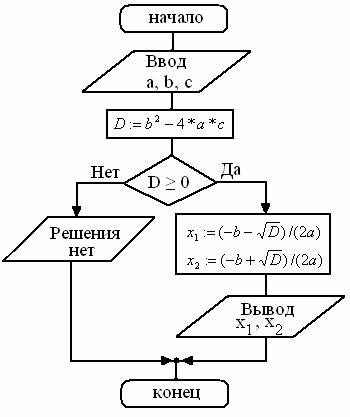 начало
Ввод
a, b, c
D := b² − 4 * a * c
Нет
Да
D ≥ 0
Решения
нет
x₁ := (−b − √D) /(2a)
x₂ := (−b + √D) /(2a)
Вывод
x₁ , x₂
конец